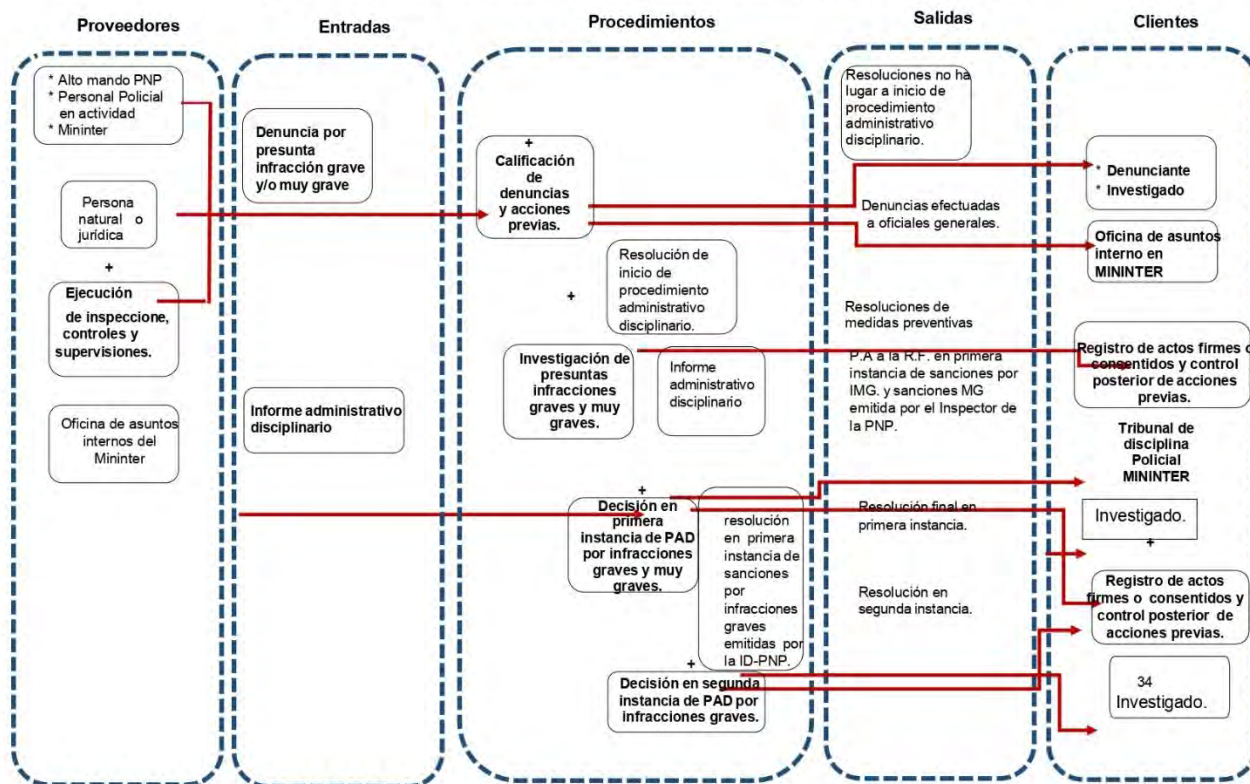 Proveedores
Entradas
Procedimientos
Salidas
Clientes
* Alto mando PNP
* Personal Policial
en actividad
* Mininter
Persona
natural o
jurídica
+
Ejecución
de inspeccione,
controles y
supervisiones.
Oficina de asuntos
internos del
Mininter
Denuncia por
presunta
infracción grave
y/o muy grave
Informe administrativo
disciplinario
+
Calificación
de denuncias
y acciones
previas.
Resolución de
inicio de
procedimiento
administrativo
disciplinario.
+
Investigación de
presuntas
infracciones
graves y muy
graves.
Informe
administrativo
disciplinario
+
Decisión en
primera
instancia de PAD
por infracciones
graves y muy
graves.
resolución
en primera
instancia de
sanciones
por
infracciones
graves
emitidas por
la ID-PNP.
+
Decisión en segunda
instancia de PAD por
infracciones graves.
Resoluciones no ha
lugar a inicio de
procedimiento
administrativo
disciplinario.
Denuncias efectuadas
a oficiales generales.
Resoluciones de
medidas preventivas
P.A a la R.F. en primera
instancia de sanciones por
IMG. y sanciones MG
emitida por el Inspector de
la PNP.
Resolución final en
primera instancia.
Resolución en
segunda instancia.
* Denunciante
* Investigado
Oficina de asuntos
interno en
MININTER
Registro de actos firmes o
consentidos y control
posterior de acciones
previas.
Tribunal de
disciplina
Policial
MININTER
Investigado.
+
Registro de actos
firmes o consentidos y
control posterior de
acciones previas.
34
Investigado.